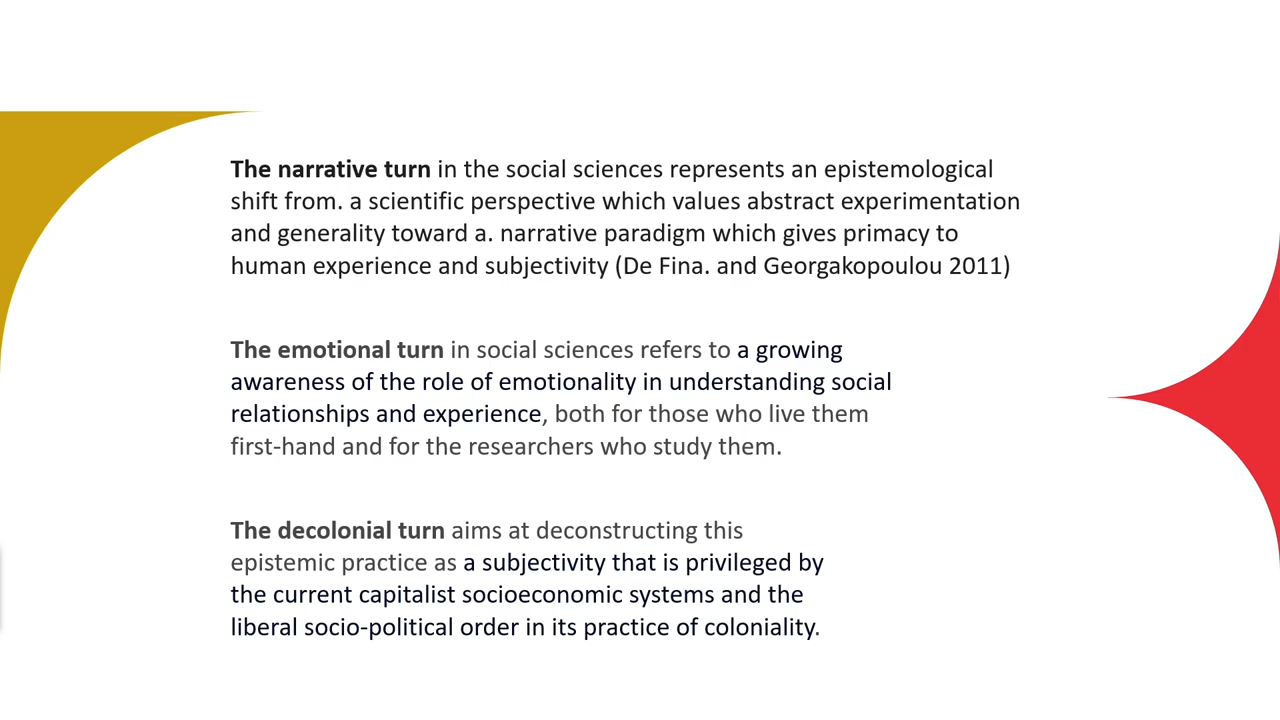 The narrative turn in the social sciences represents an epistemological
shift from. a scientific perspective which values abstract experimentation
and generality toward a. narrative paradigm which gives primacy to
human experience and subjectivity (De Fina. and Georgakopoulou 2011)
The emotional turn in social sciences refers to a growing
awareness of the role of emotionality in understanding social
relationships and experience, both for those who live them
first-hand and for the researchers who study them.
The decolonial turn aims at deconstructing this
epistemic practice as a subjectivity that is privileged by
the current capitalist socioeconomic systems and the
liberal socio-political order in its practice of coloniality.